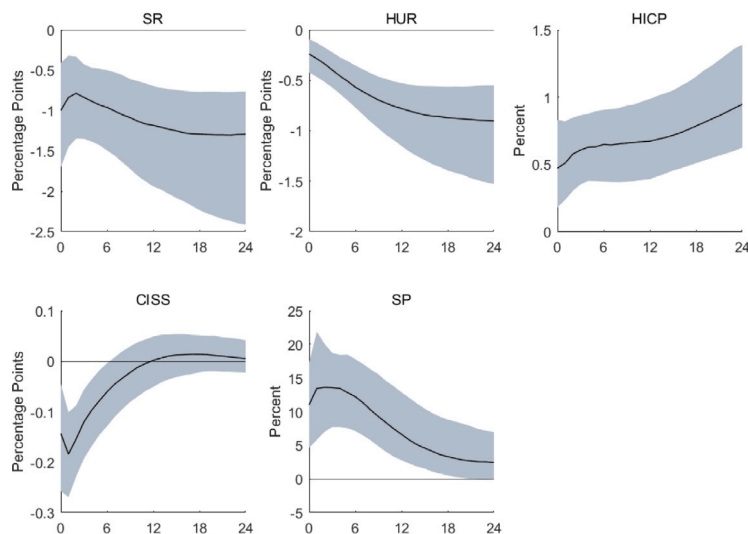 SR
HUR
HICP
Percentage Points
0
-0.5
-1
-1.5
-2
-2.5
0 6 12 18 24
Percentage Points
0
-0.5
-1
-1.5
-2
0 6 12 18 24
Percent
1.5
1
0.5
0
0 6 12 18 24
CISS
SP
Percentage Points
0.1
0
-0.1
-0.2
-0.3
0 6 12 18 24
Percent
25
20
15
10
5
0
-5
0 6 12 18 24